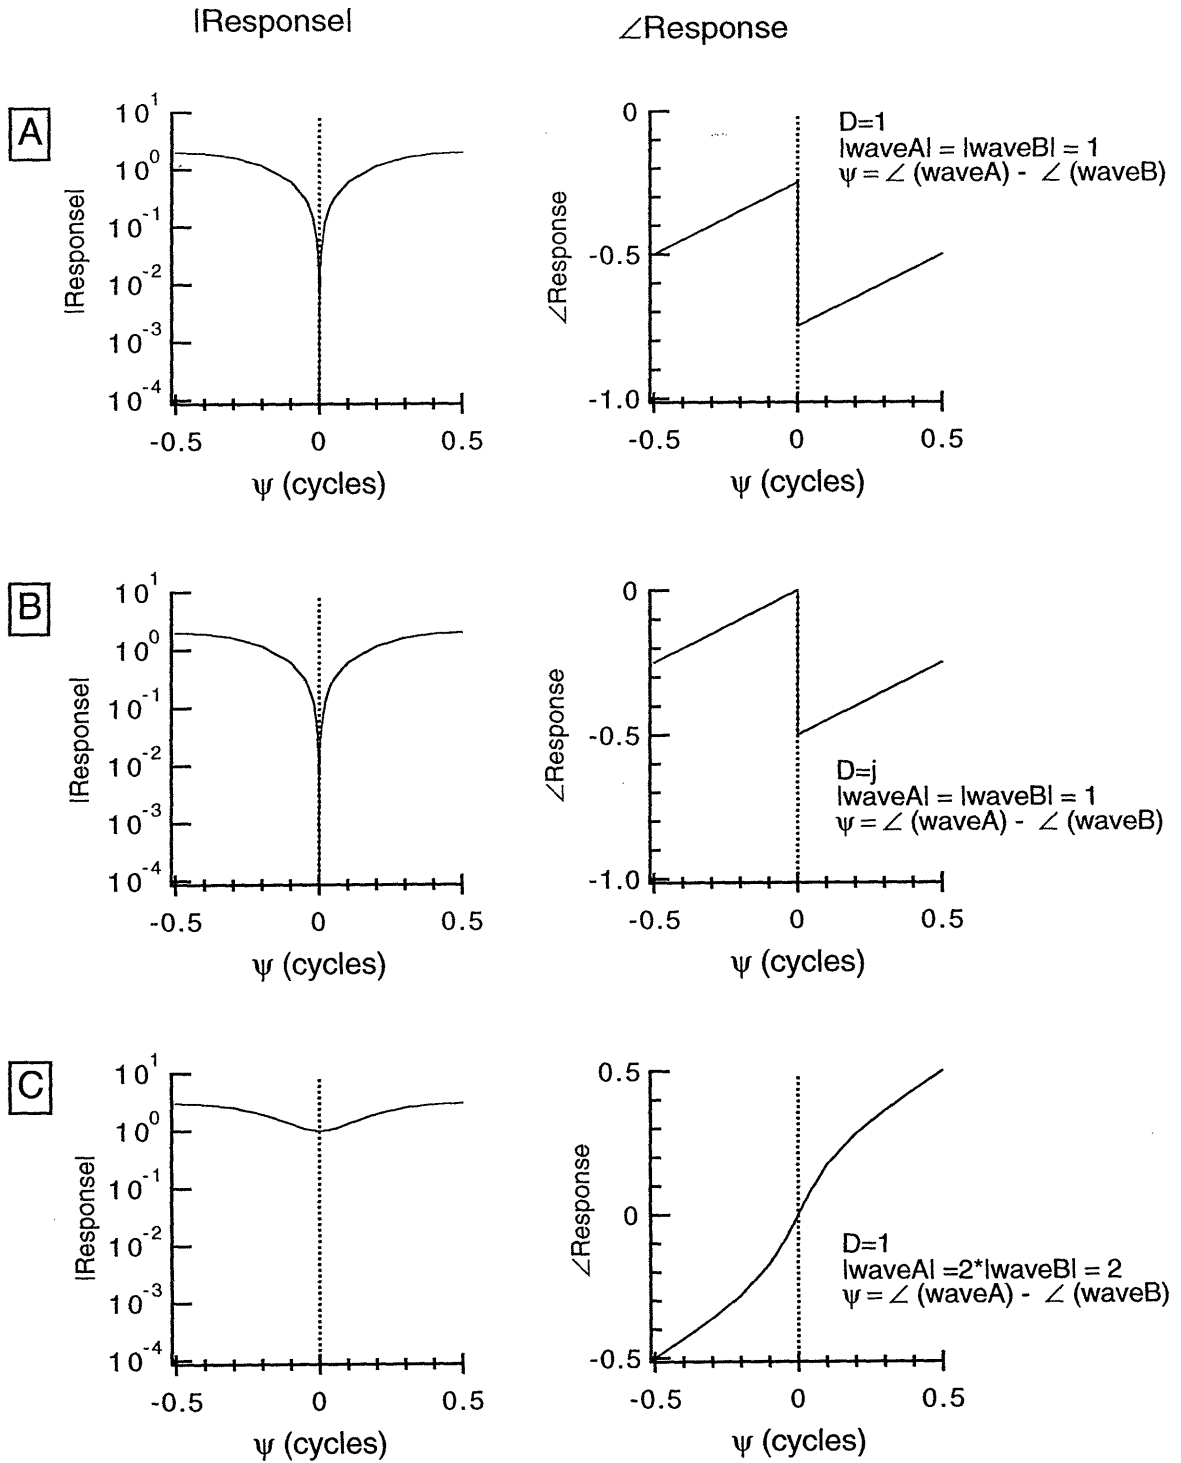 |Response|
∠Response
A
10^1
10^0
10^-1
10^-2
10^-3
10^-4
|Response|
-0.5
0
0.5
ψ (cycles)
0
-0.5
-1.0
∠Response
-0.5
0
0.5
ψ (cycles)
D=1
|waveA| = |waveB| = 1
ψ = ∠ (waveA) - ∠ (waveB)
B
10^1
10^0
10^-1
10^-2
10^-3
10^-4
|Response|
-0.5
0
0.5
ψ (cycles)
0
-0.5
-1.0
∠Response
-0.5
0
0.5
ψ (cycles)
D=j
|waveA| = |waveB| = 1
ψ = ∠ (waveA) - ∠ (waveB)
C
10^1
10^0
10^-1
10^-2
10^-3
10^-4
|Response|
-0.5
0
0.5
ψ (cycles)
0.5
0
-0.5
∠Response
-0.5
0
0.5
ψ (cycles)
D=1
|waveA| =2*|waveB| = 2
ψ = ∠ (waveA) - ∠ (waveB)